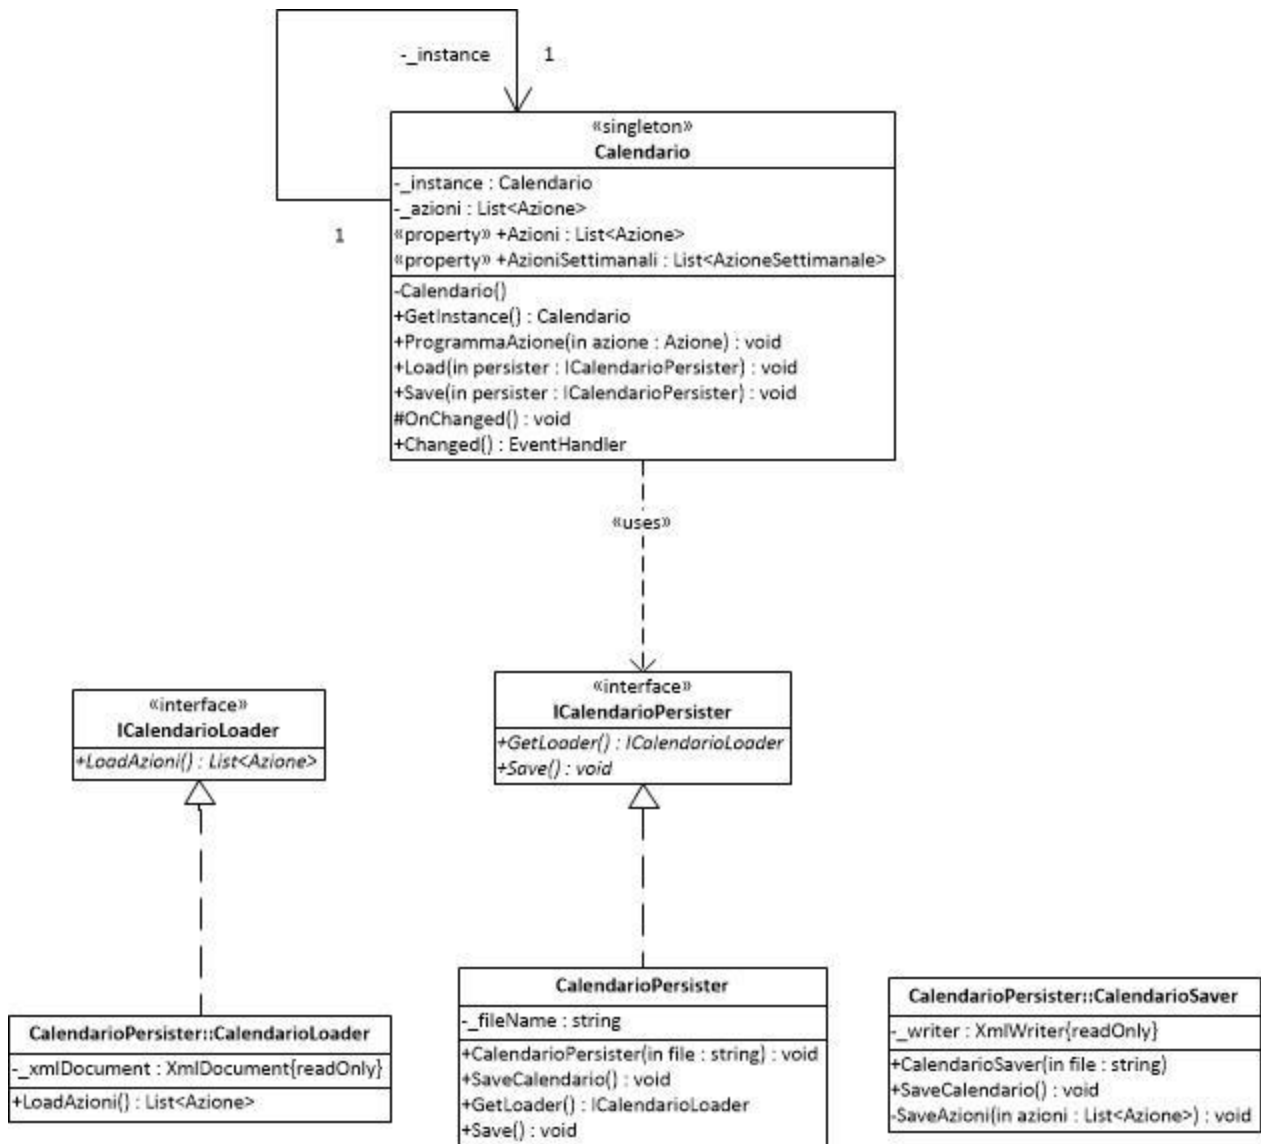 -_instance
1
«singleton»
Calendario
-_instance : Calendario
-_azioni : List<Azione>
«property» +Azioni : List<Azione>
1
«property» +AzioniSettimanali : List<AzioneSettimanale>
-Calendario()
+GetInstance() : Calendario
+ProgrammaAzione(in azione : Azione) : void
+Load(in persister : ICalendarioPersister) : void
+Save(in persister : ICalendarioPersister) : void
#OnChanged() : void
+Changed() : EventHandler
«uses»
«interface»
ICalendarioLoader
+LoadAzioni() : List<Azione>
«interface»
ICalendarioPersister
+GetLoader() : ICalendarioLoader
+Save() : void
CalendarioPersister::CalendarioLoader
-_xmlDocument : XmlDocument{readOnly}
+LoadAzioni() : List<Azione>
CalendarioPersister
-_fileName : string
+CalendarioPersister(in file : string) : void
+SaveCalendario() : void
+GetLoader() : ICalendarioLoader
+Save() : void
CalendarioPersister::CalendarioSaver
-_writer : XmlWriter{readOnly}
+CalendarioSaver(in file : string)
+SaveCalendario() : void
-SaveAzioni(in azioni : List<Azione>) : void